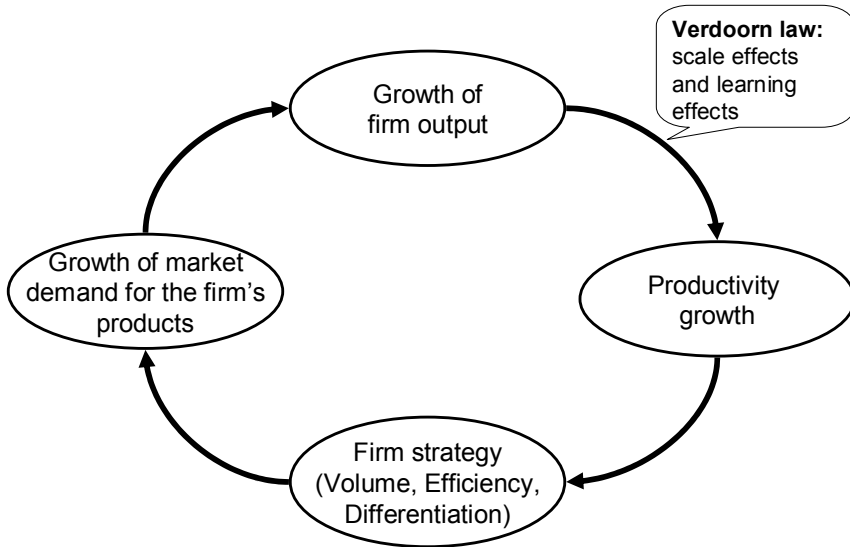 Verdoorn law:
scale effects
and learning
effects
Growth of
firm output
Growth of market
demand for the firm's
products
Productivity
growth
Firm strategy
(Volume, Efficiency,
Differentiation)